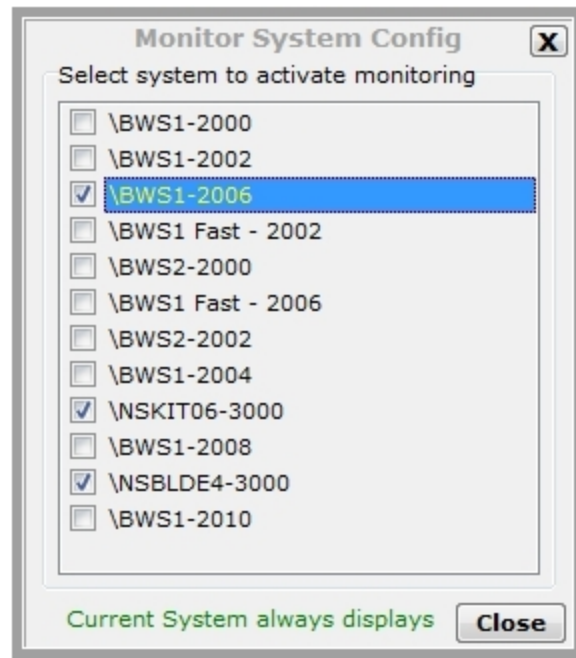 Monitor System Config
X
Select system to activate monitoring
\BWS1-2000
\BWS1-2002
\BWS1-2006
\BWS1 Fast - 2002
\BWS2-2000
\BWS1 Fast - 2006
\BWS2-2002
\BWS1-2004
\NSKIT06-3000
\BWS1-2008
\NSBLDE4-3000
\BWS1-2010
Current System always displays
Close